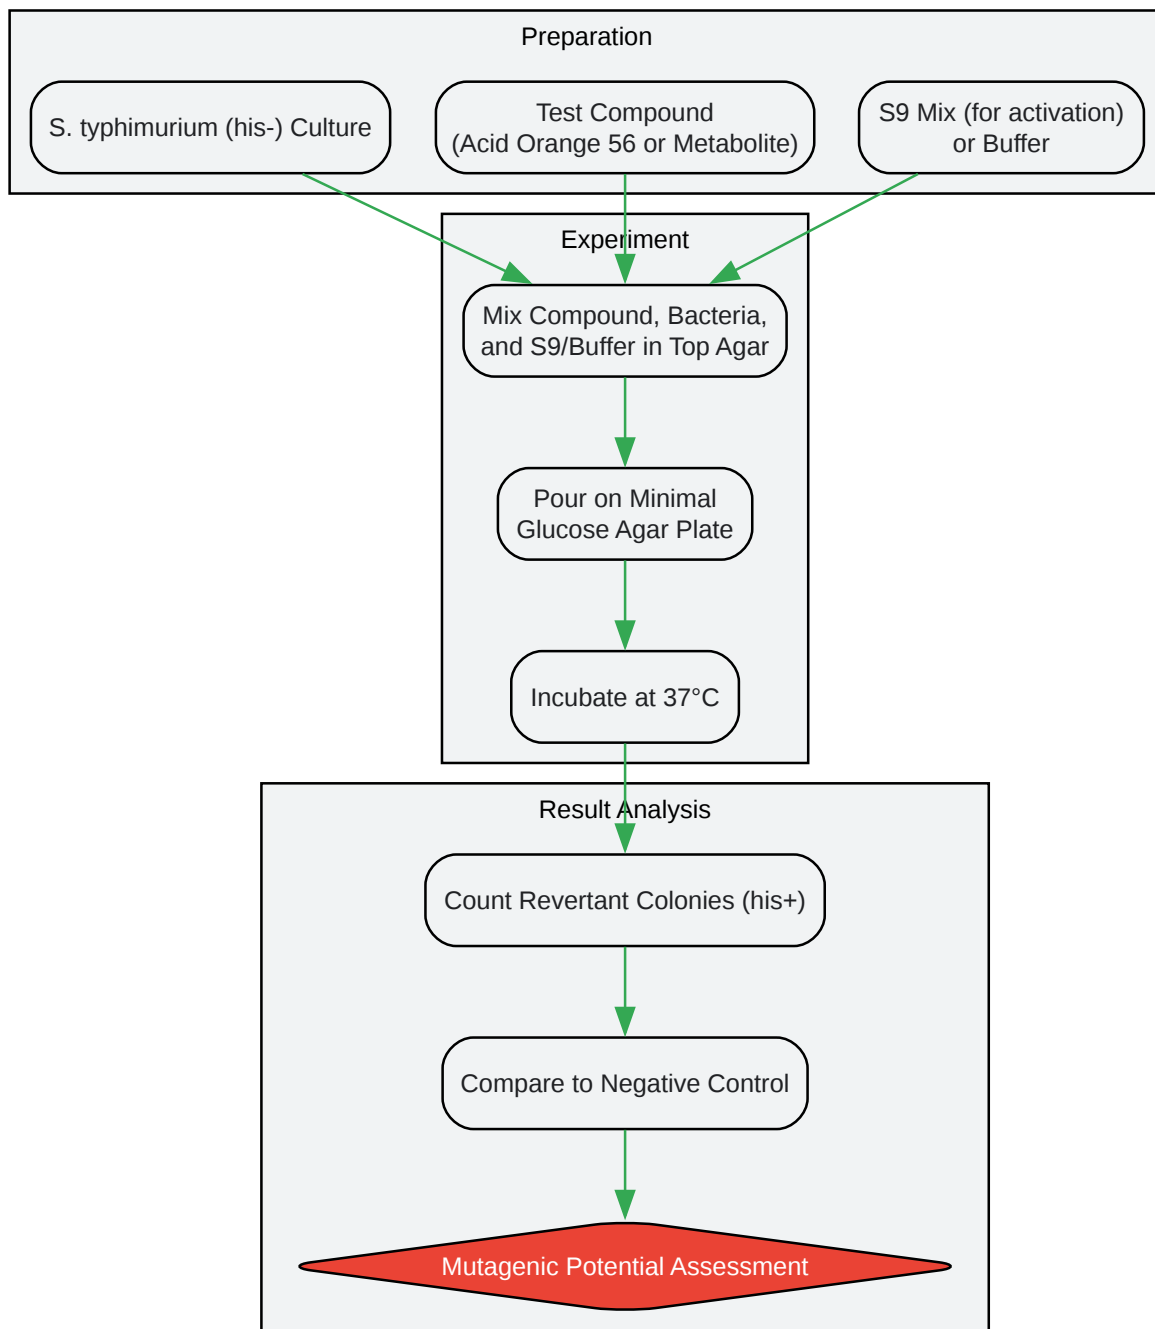 Preparation
S. typhimurium (his-) Culture
Test Compound
(Acid Orange 56 or Metabolite)
S9 Mix (for activation)
or Buffer
Experiment
Mix Compound, Bacteria,
and S9/Buffer in Top Agar
Pour on Minimal
Glucose Agar Plate
Incubate at 37°C
Result Analysis
Count Revertant Colonies (his+)
Compare to Negative Control
Mutagenic Potential Assessment